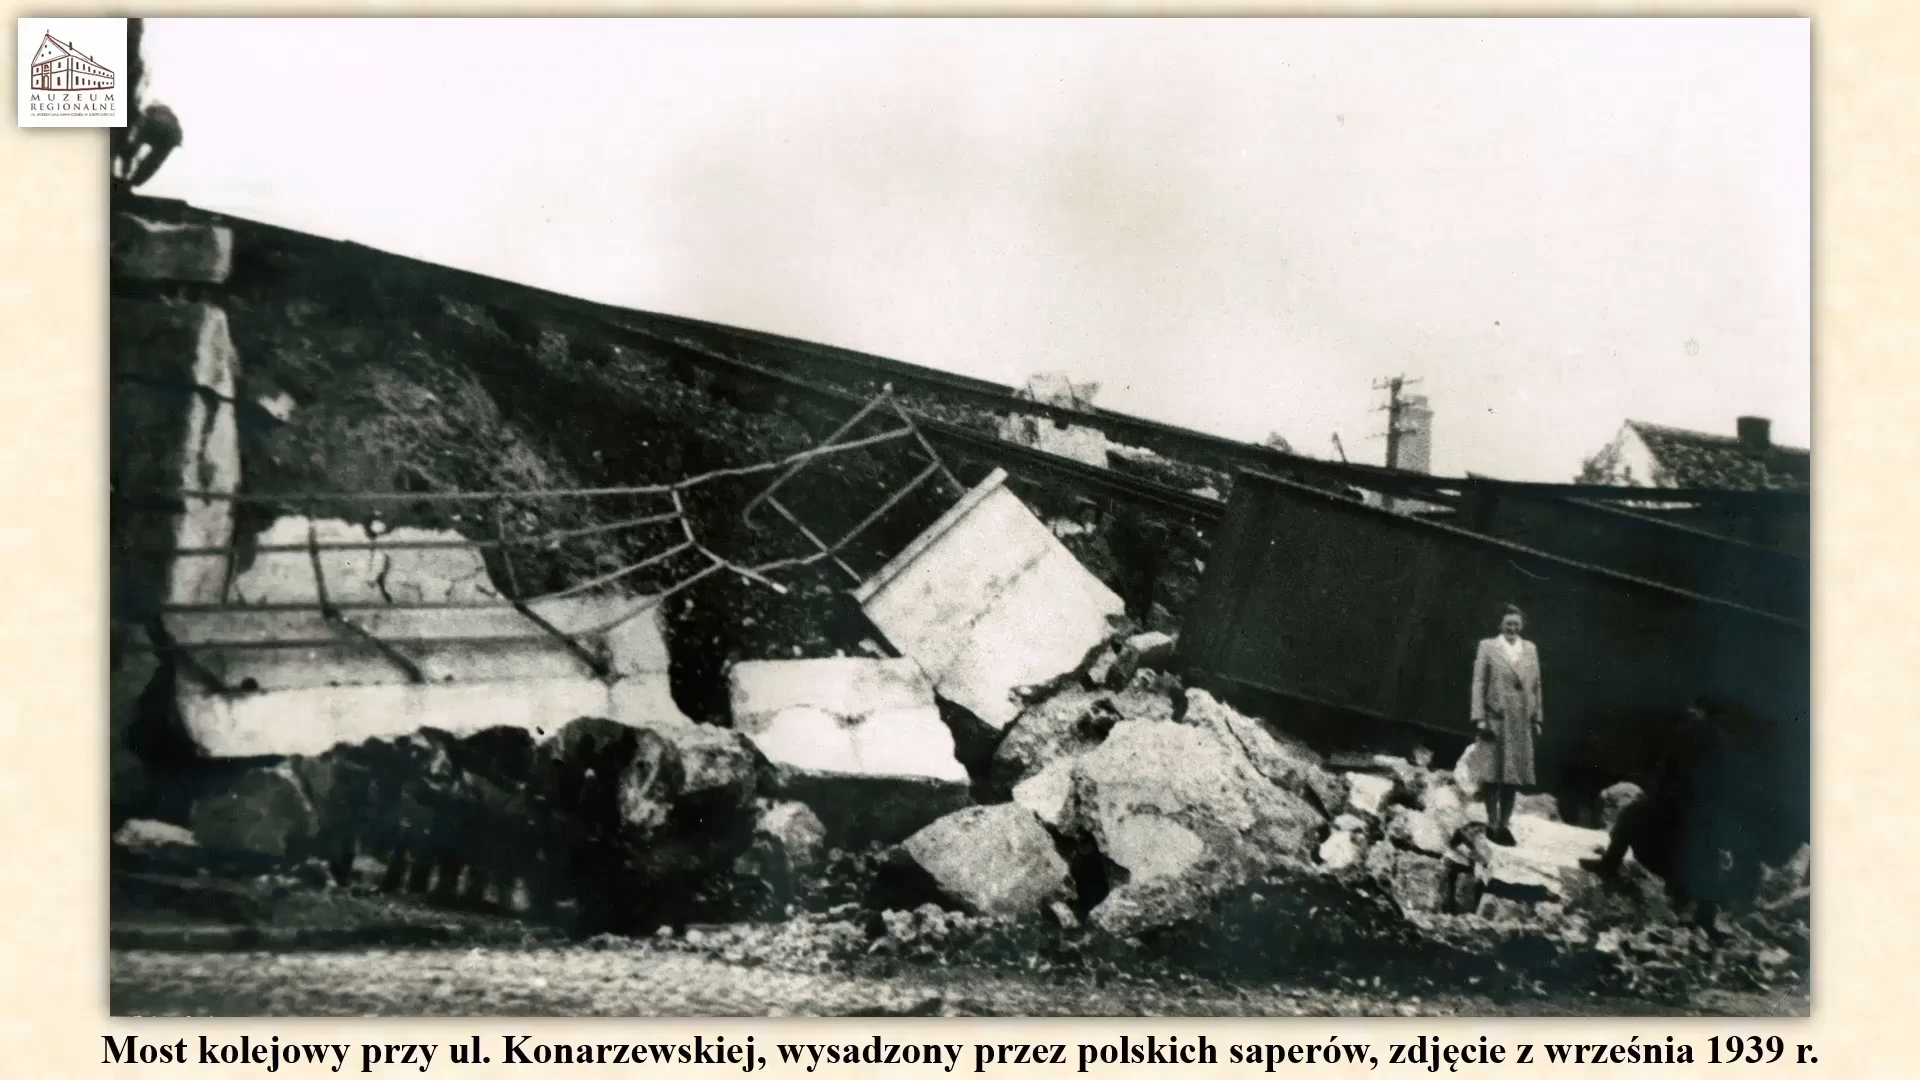 MUZEUM
REGIONALNE
Most kolejowy przy ul. Konarzewskiej, wysadzony przez polskich saperów, zdjęcie z września 1939 r.